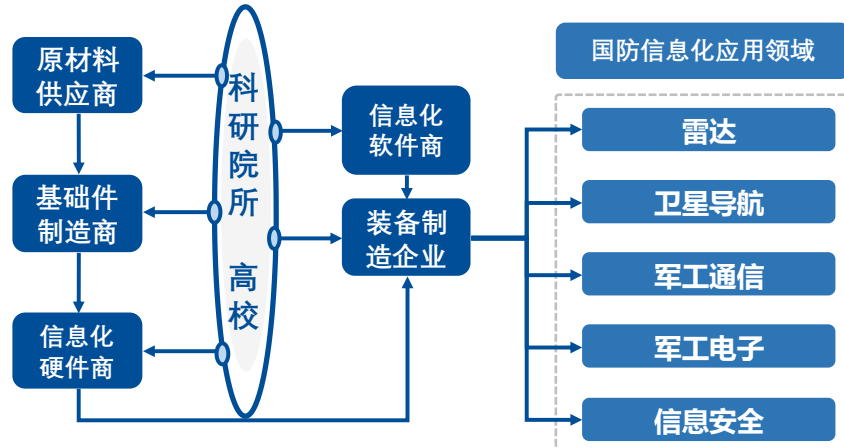 原材料
供应商
基础件
制造商
信息化
硬件商
科
研
院
所
高
校
信息化
软件商
装备制
造企业
国防信息化应用领域
雷达
卫星导航
军工通信
军工电子
信息安全